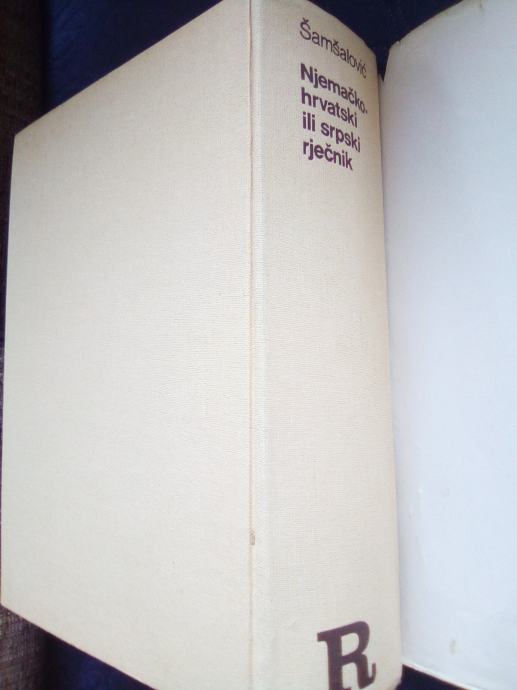 Šamšalović
Njemačko-
hrvatski
ili srpski
rječnik
R